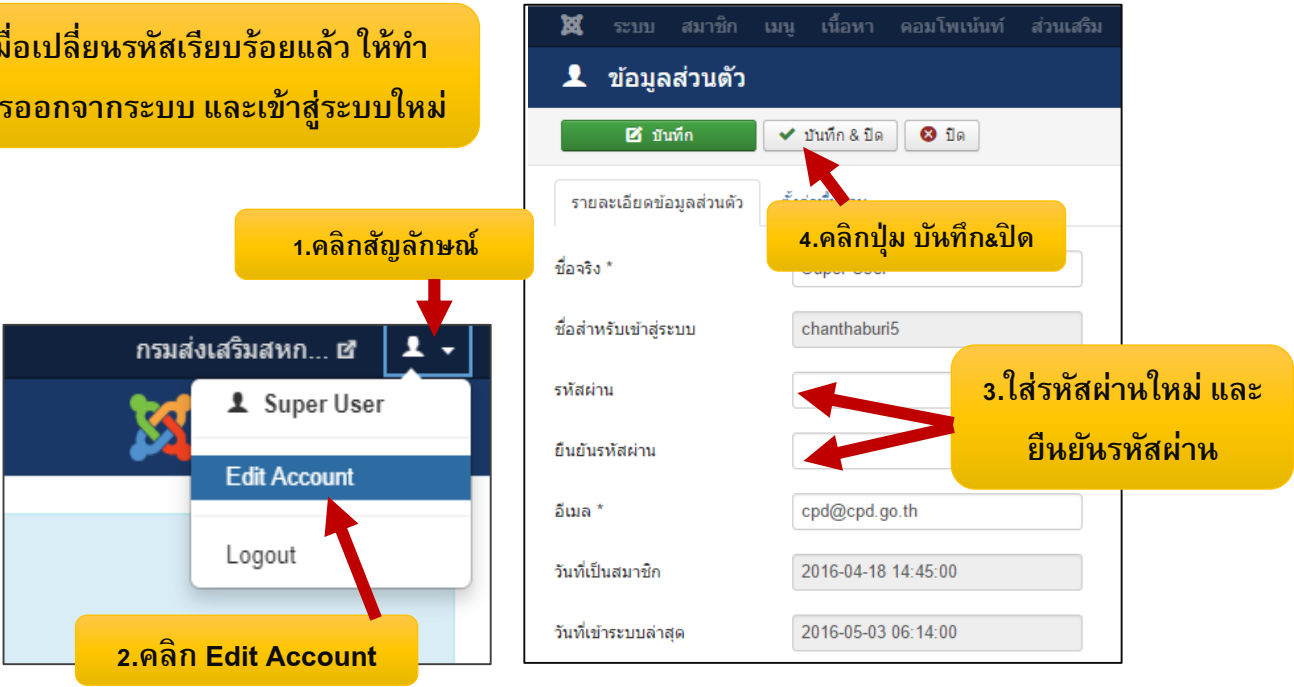 มื่อเปลี่ยนรหัสเรียบร้อยแล้ว ให้ทำ
รออกจากระบบ และเข้าสู่ระบบใหม่
1.คลิกสัญลักษณ์
กรมส่งเสริมสหก...
Super User
Edit Account
Logout
2.คลิก Edit Account
ระบบ สมาชิก เมนู เนื้อหา คอมโพเน้นท์ ส่วนเสริม
ข้อมูลส่วนตัว
บันทึก บันทึก & ปิด ปิด
รายละเอียดข้อมูลส่วนตัว
4.คลิกปุ่ม บันทึก&ปิด
ชื่อจริง * Super User
ชื่อสำหรับเข้าสู่ระบบ chanthaburi5
รหัสผ่าน
3.ใส่รหัสผ่านใหม่ และ
ยืนยันรหัสผ่าน
ยืนยันรหัสผ่าน
อีเมล * cpd@cpd.go.th
วันที่เป็นสมาชิก 2016-04-18 14:45:00
วันที่เข้าระบบล่าสุด 2016-05-03 06:14:00